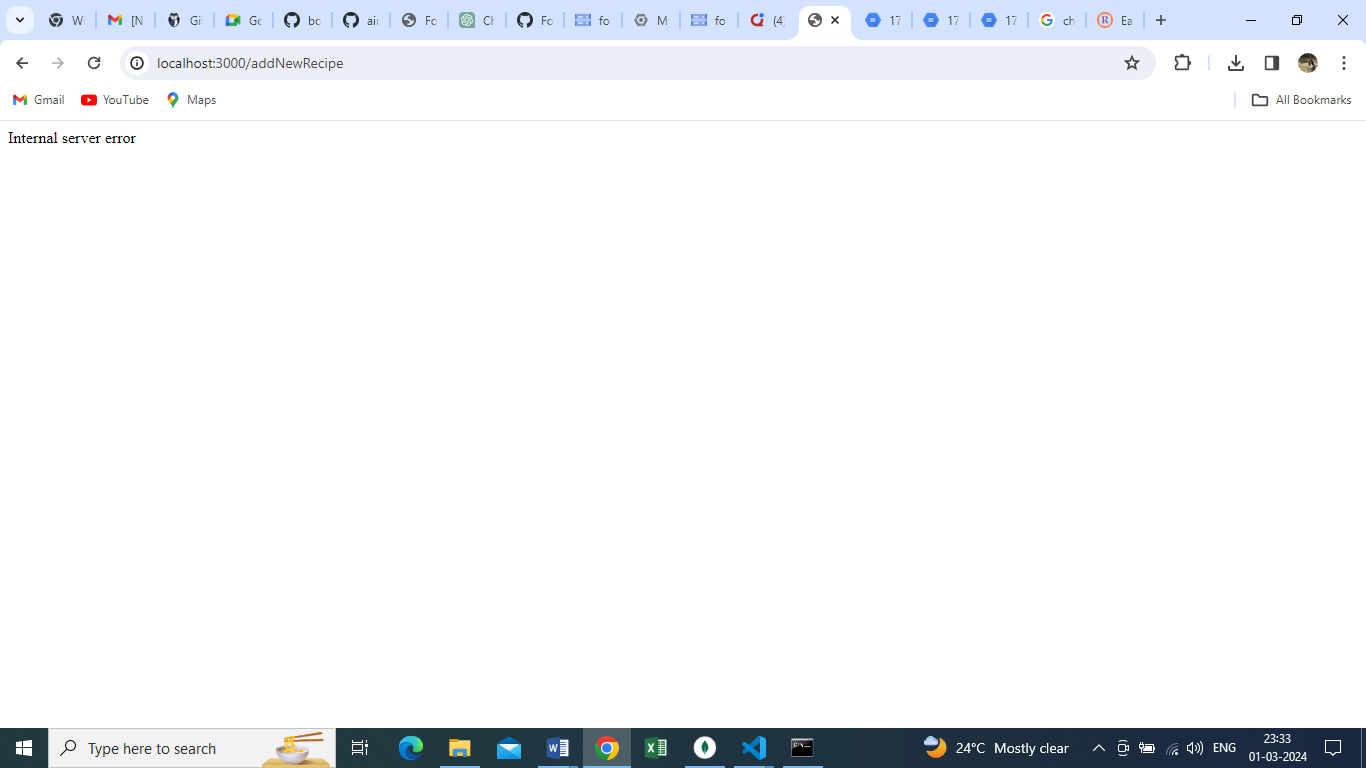 Gmail
YouTube
Maps
All Bookmarks
localhost:3000/addNewRecipe
Internal server error
Type here to search
24°C Mostly clear
ENG
23:33
01-03-2024